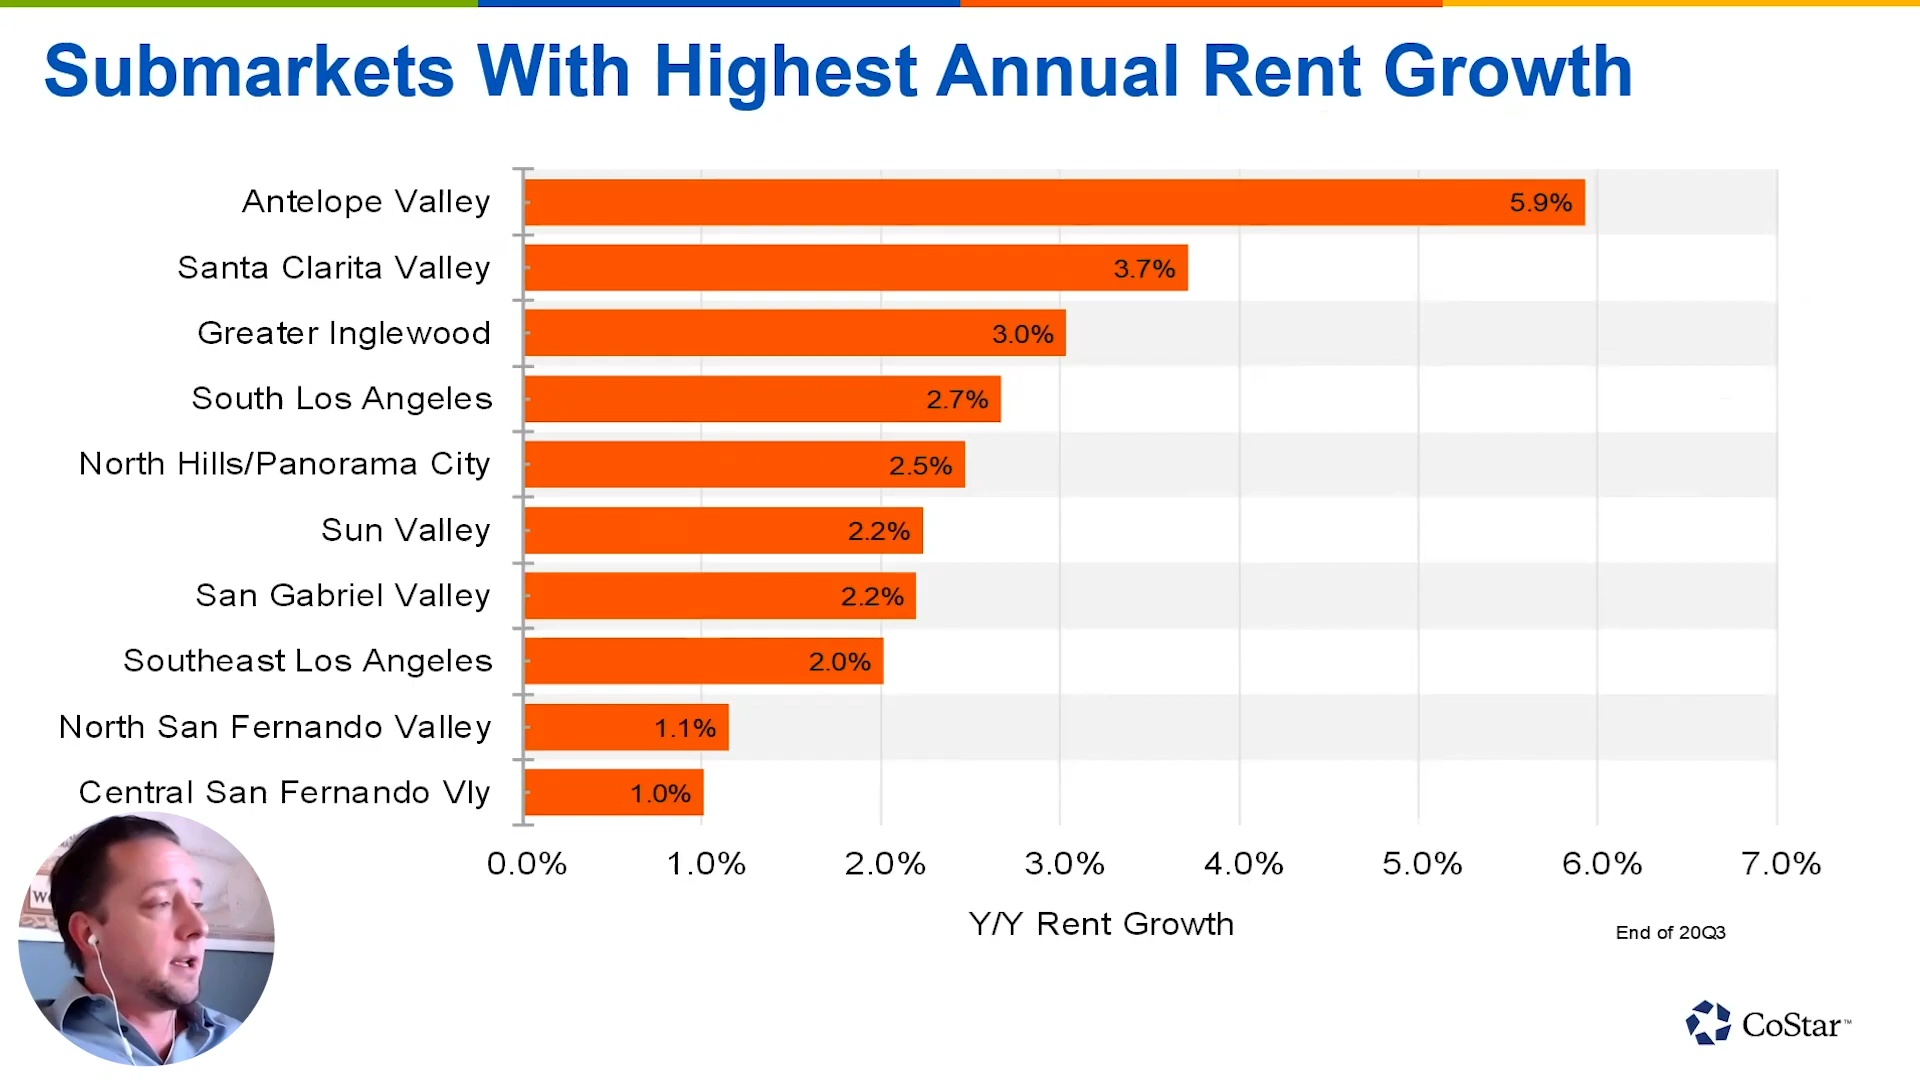 Submarkets With Highest Annual Rent Growth
Antelope Valley 5.9%
Santa Clarita Valley 3.7%
Greater Inglewood 3.0%
South Los Angeles 2.7%
North Hills/Panorama City 2.5%
Sun Valley 2.2%
San Gabriel Valley 2.2%
Southeast Los Angeles 2.0%
North San Fernando Valley 1.1%
Central San Fernando Vly 1.0%
0.0% 1.0% 2.0% 3.0% 4.0% 5.0% 6.0% 7.0%
Y/Y Rent Growth
End of 20Q3
CoStar™